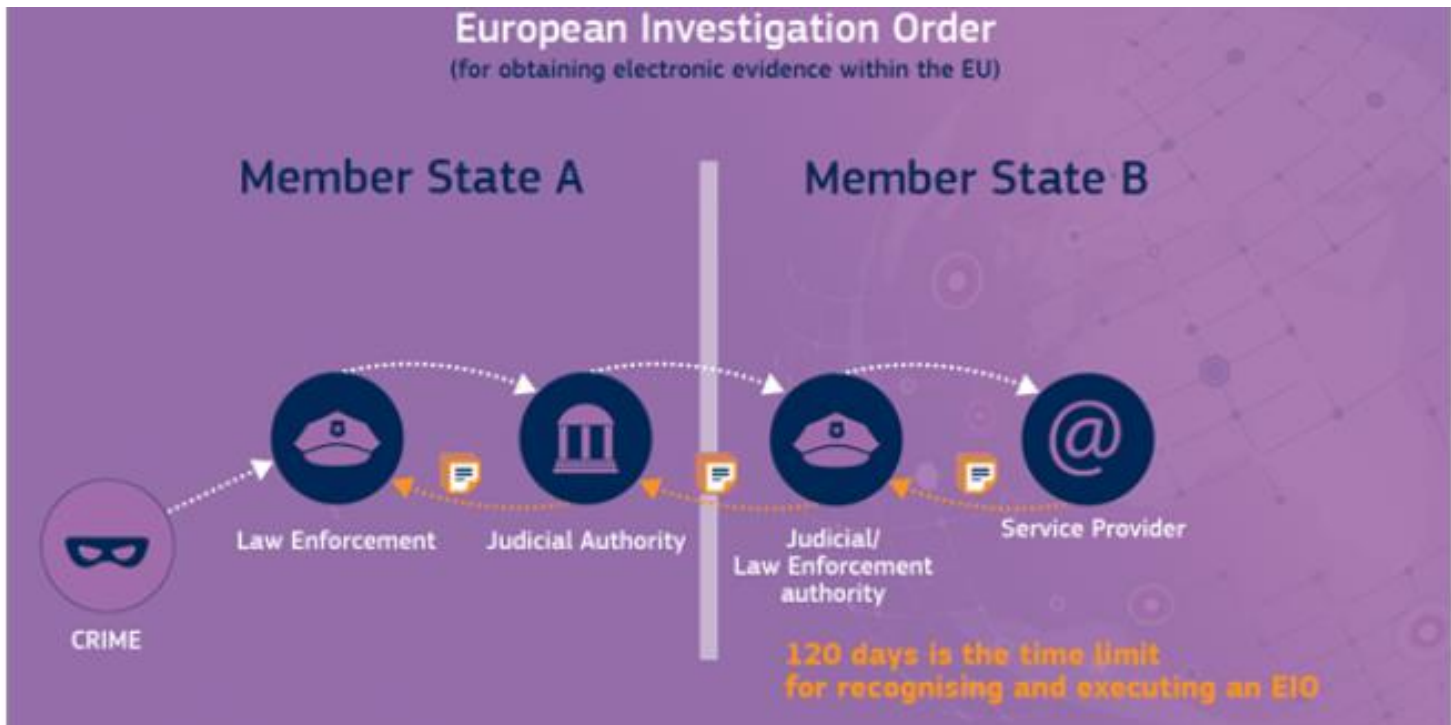 European Investigation Order
(for obtaining electronic evidence within the EU)
Member State A
Member State B
@
Law Enforcement
Judicial Authority
Judicial/
Law Enforcement
authority
Service Provider
CRIME
120 days is the time limit
for recognising and executing an EIO